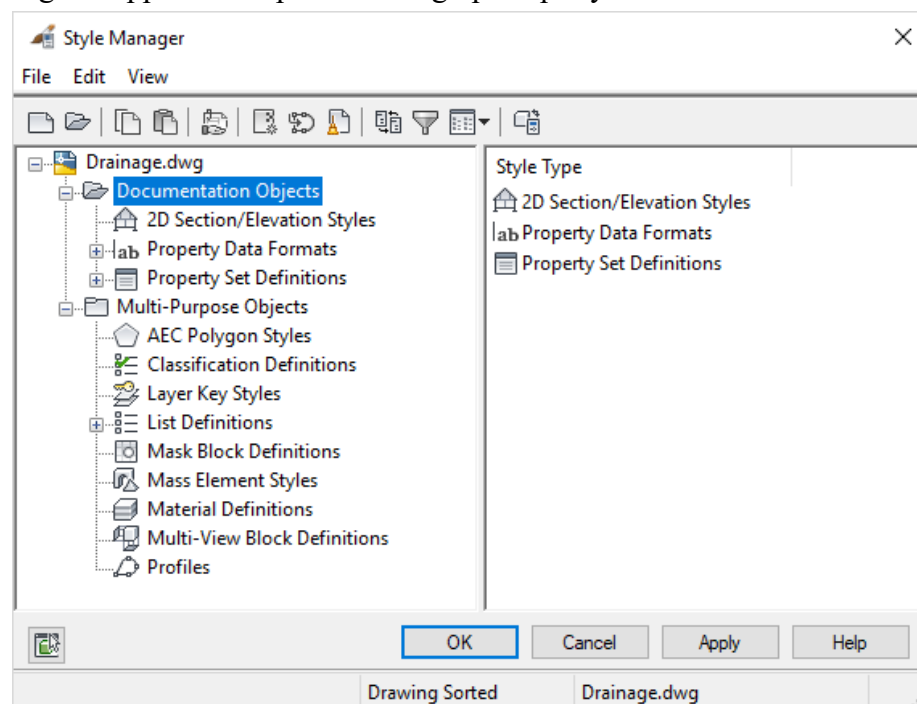 Style Manager
File Edit View
Drainage.dwg
Documentation Objects
2D Section/Elevation Styles
ab Property Data Formats
Property Set Definitions
Multi-Purpose Objects
AEC Polygon Styles
Classification Definitions
Layer Key Styles
List Definitions
Mask Block Definitions
Mass Element Styles
Material Definitions
Multi-View Block Definitions
Profiles
Style Type
2D Section/Elevation Styles
ab Property Data Formats
Property Set Definitions
OK Cancel Apply Help
Drawing Sorted Drainage.dwg